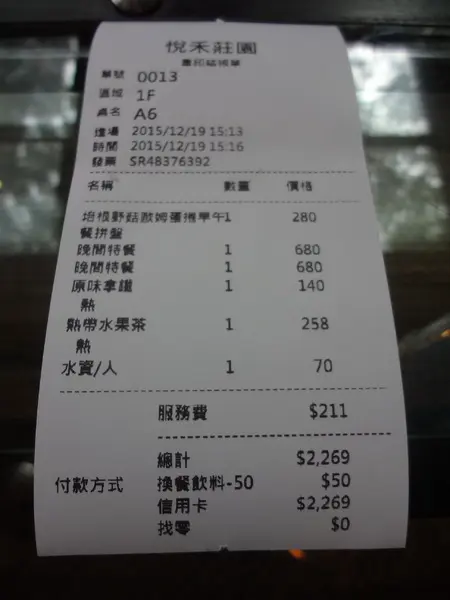 悅禾莊園
重印結帳單
單號 0013
區域 1F
桌名 A6
進場 2015/12/19 15:13
時間 2015/12/19 15:16
發票 SR48376392
名稱 數量 價格
培根野菇歐姆蛋捲早午1 280
餐拼盤
晚間特餐 1 680
晚間特餐 1 680
原味拿鐵 1 140
熱
熱帶水果茶 1 258
熱
水資/人 1 70
服務費 $211
總計 $2,269
付款方式 換餐飲料-50 $50
信用卡 $2,269
找零 $0